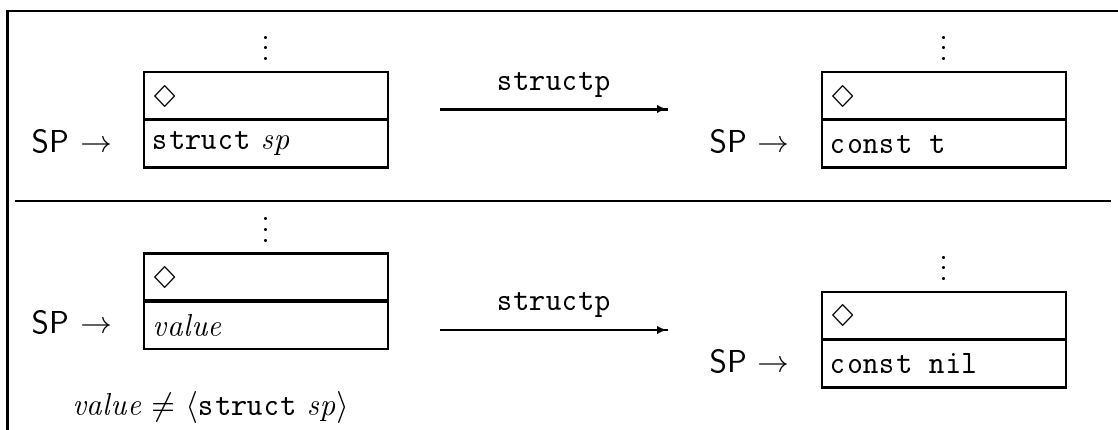 ⋮ ⋮
◇ structp ◇
SP → struct sp SP → const t
⋮ ⋮
◇ structp ◇
SP → value SP → const nil
value ≠ ⟨struct sp⟩